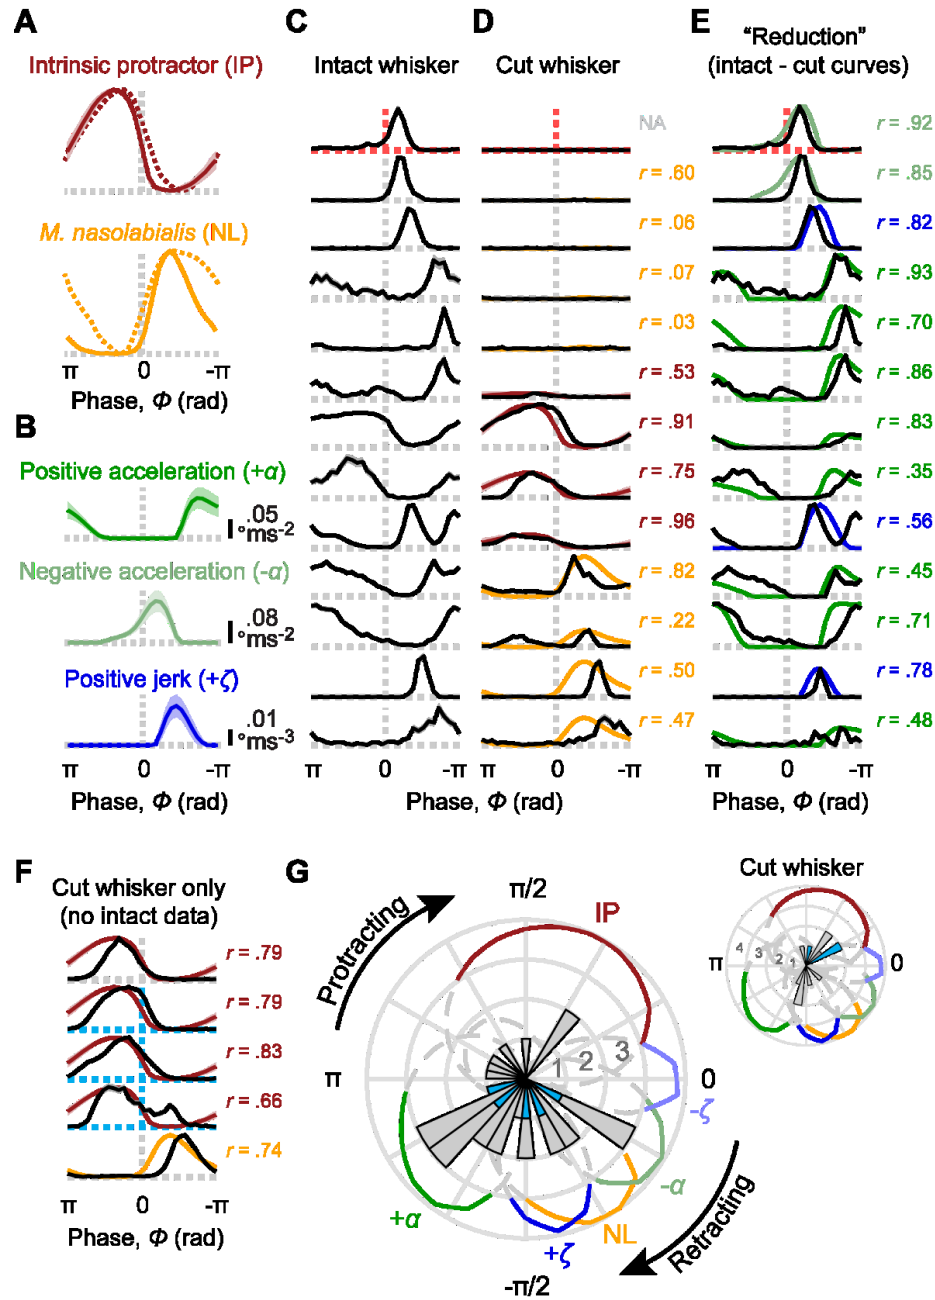 A
Intrinsic protractor (IP)
M. nasolabialis (NL)
π
0
-π
Phase, Φ (rad)
B
Positive acceleration (+α)
.05
°ms-2
Negative acceleration (-α)
.08
°ms-2
Positive jerk (+ζ)
.01
°ms-3
π
0
-π
Phase, Φ (rad)
C
Intact whisker
π
0
-π
Phase, Φ (rad)
D
Cut whisker
NA
r = .60
r = .06
r = .07
r = .03
r = .53
r = .91
r = .75
r = .96
r = .82
r = .22
r = .50
r = .47
π
0
-π
Phase, Φ (rad)
E
“Reduction”
(intact - cut curves)
r = .92
r = .85
r = .82
r = .93
r = .70
r = .86
r = .83
r = .35
r = .56
r = .45
r = .71
r = .78
r = .48
π
0
-π
Phase, Φ (rad)
F
Cut whisker only
(no intact data)
r = .79
r = .79
r = .83
r = .66
r = .74
π
0
-π
Phase, Φ (rad)
G
Protracting
π/2
IP
1
2
3
π
0
-ζ
-α
NL
+ζ
+α
Retracting
-π/2
Cut whisker
4
3
2
1
π
0